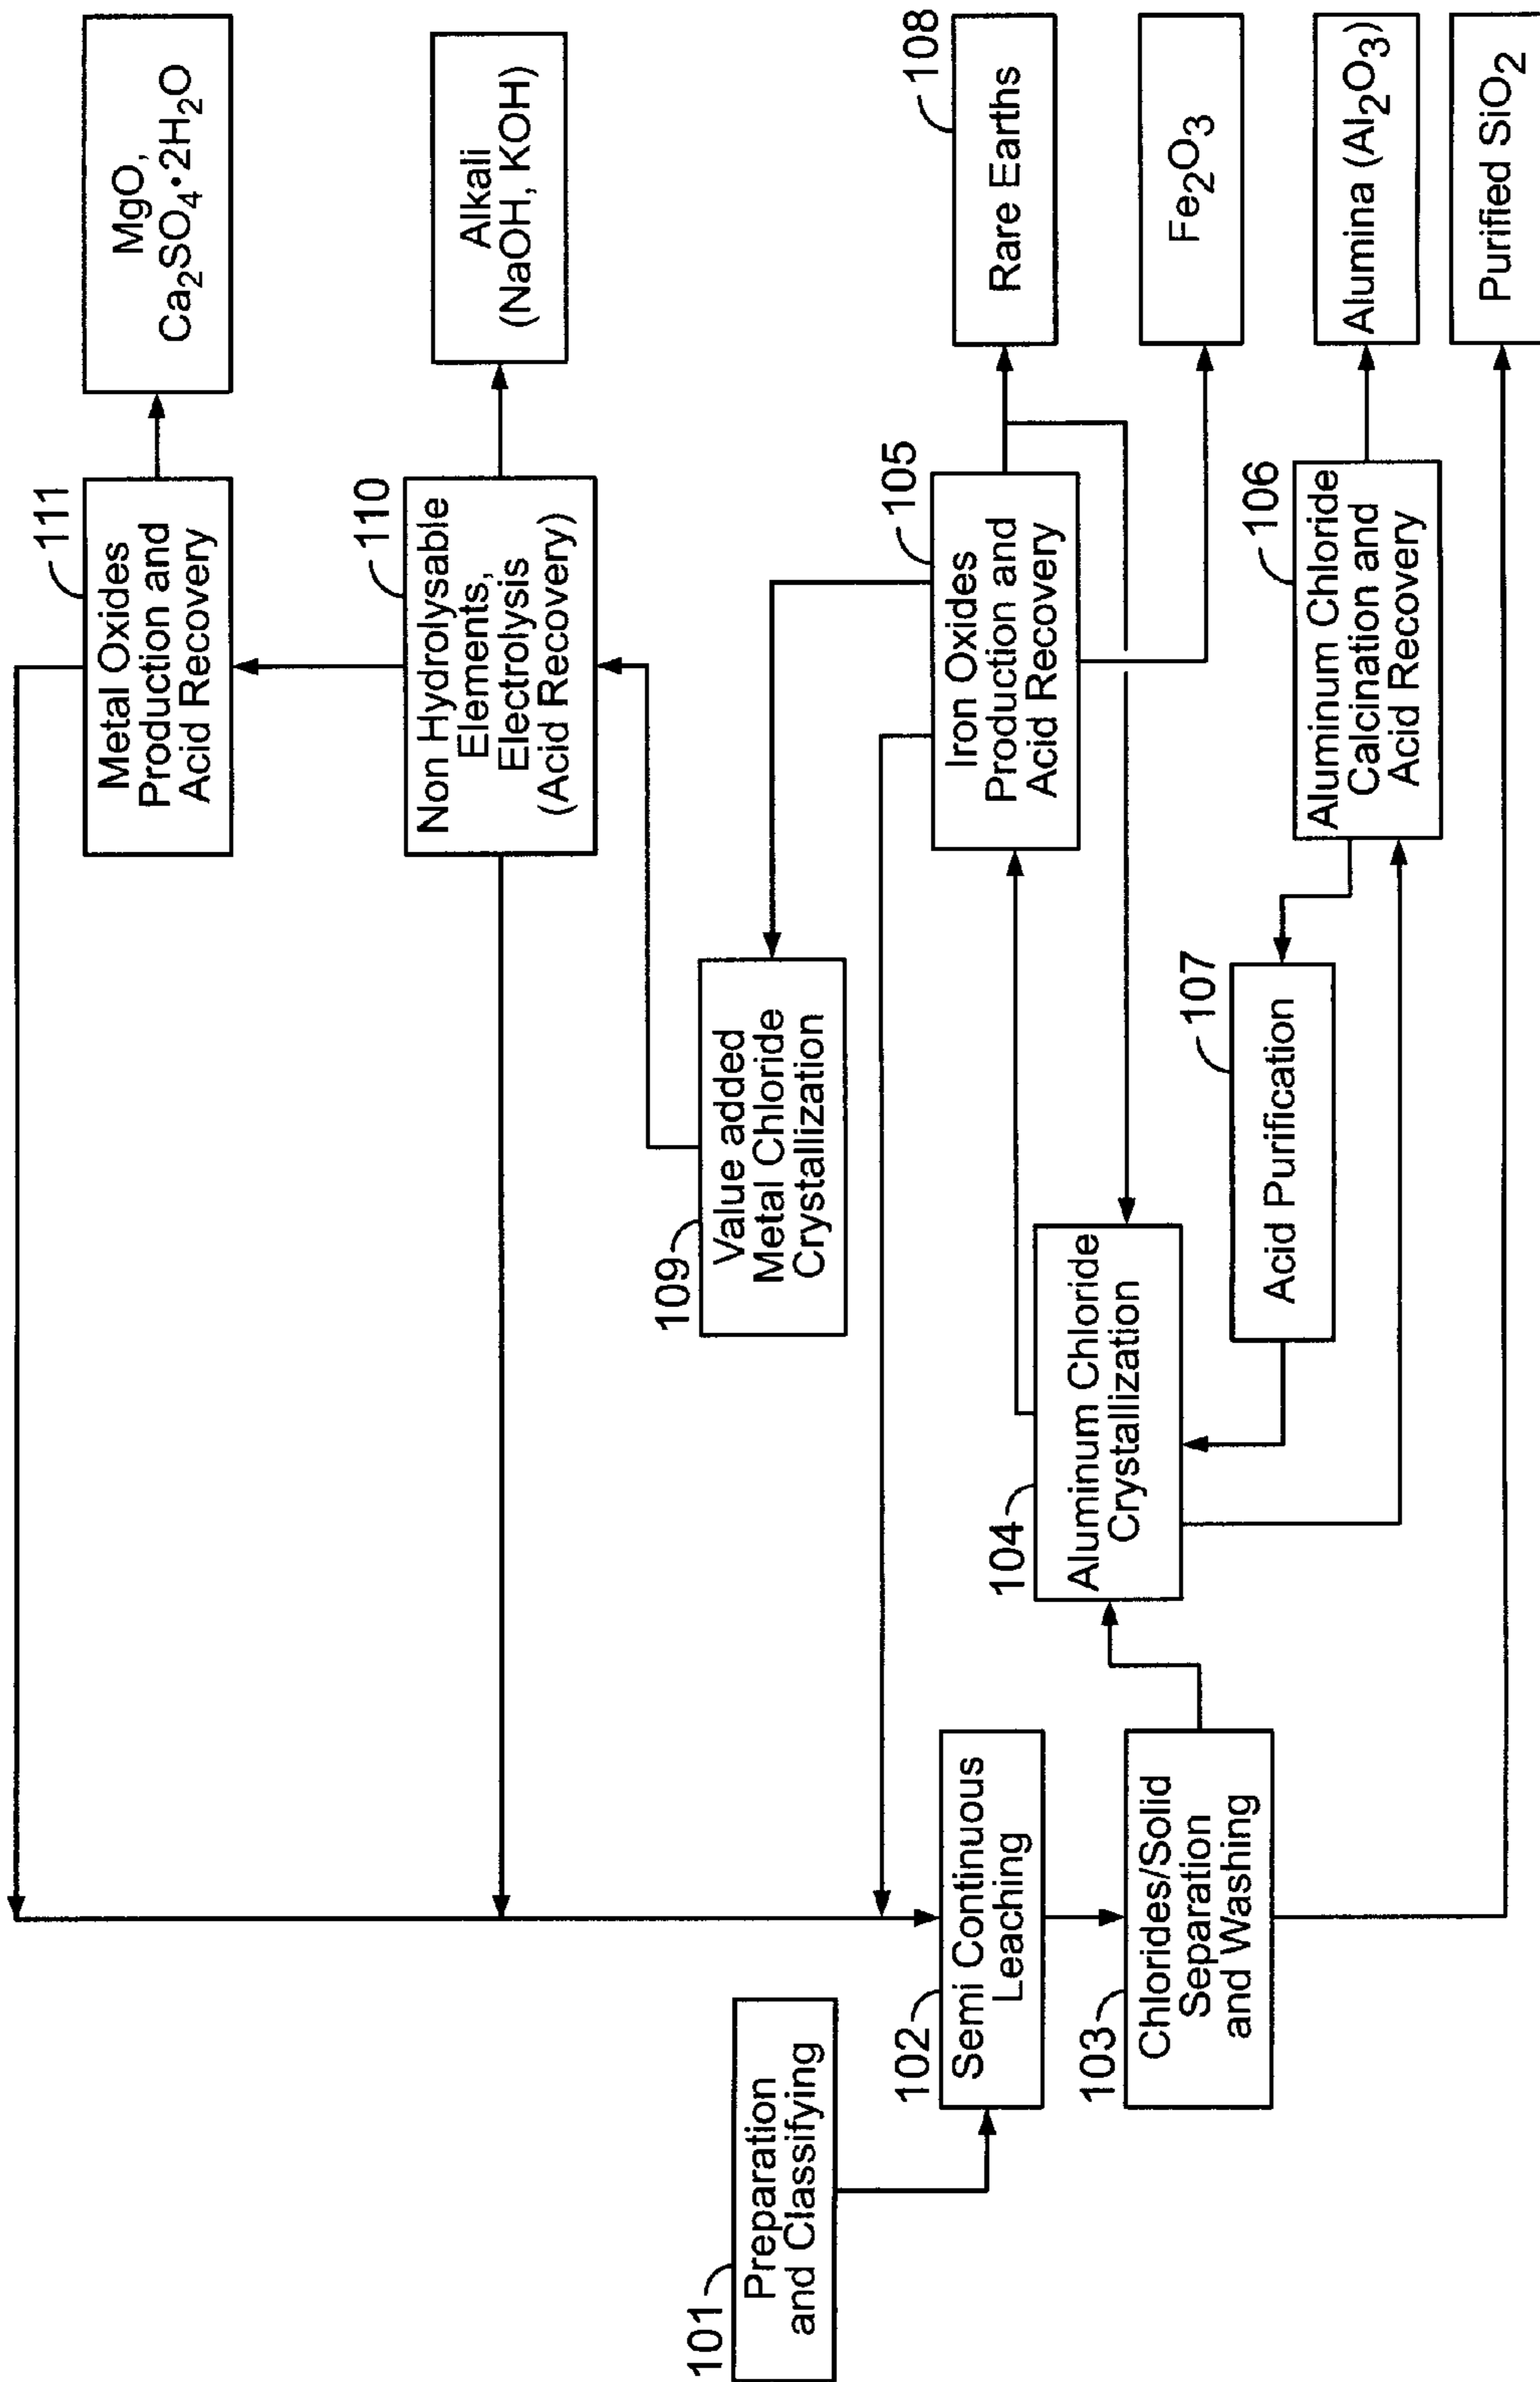 111
Metal Oxides
Production and
Acid Recovery
MgO,
Ca₂SO₄•2H₂O
110
Non Hydrolysable
Elements,
Electrolysis
(Acid Recovery)
Alkali
(NaOH, KOH)
109
Value added
Metal Chloride
Crystallization
101
Preparation
and Classifying
102
Semi Continuous
Leaching
103
Chlorides/Solid
Separation
and Washing
104
Aluminum Chloride
Crystallization
105
Iron Oxides
Production and
Acid Recovery
108
Rare Earths
Fe₂O₃
107
Acid Purification
106
Aluminum Chloride
Calcination and
Acid Recovery
Alumina (Al₂O₃)
Purified SiO₂